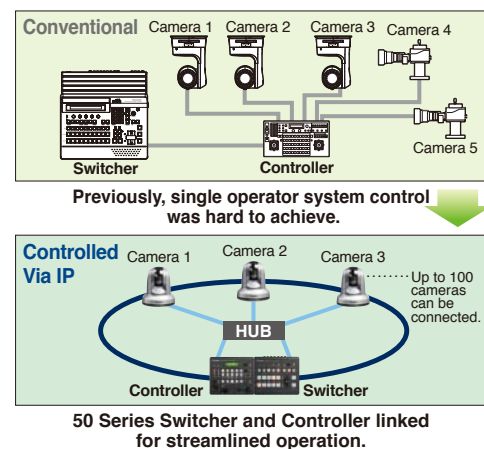 Conventional
Camera 1
Camera 2
Camera 3
Camera 4
Camera 5
Switcher
Controller
Previously, single operator system control
was hard to achieve.
Controlled
Via IP
Camera 1
Camera 2
Camera 3
Up to 100
cameras
can be
connected.
HUB
Controller
Switcher
50 Series Switcher and Controller linked
for streamlined operation.